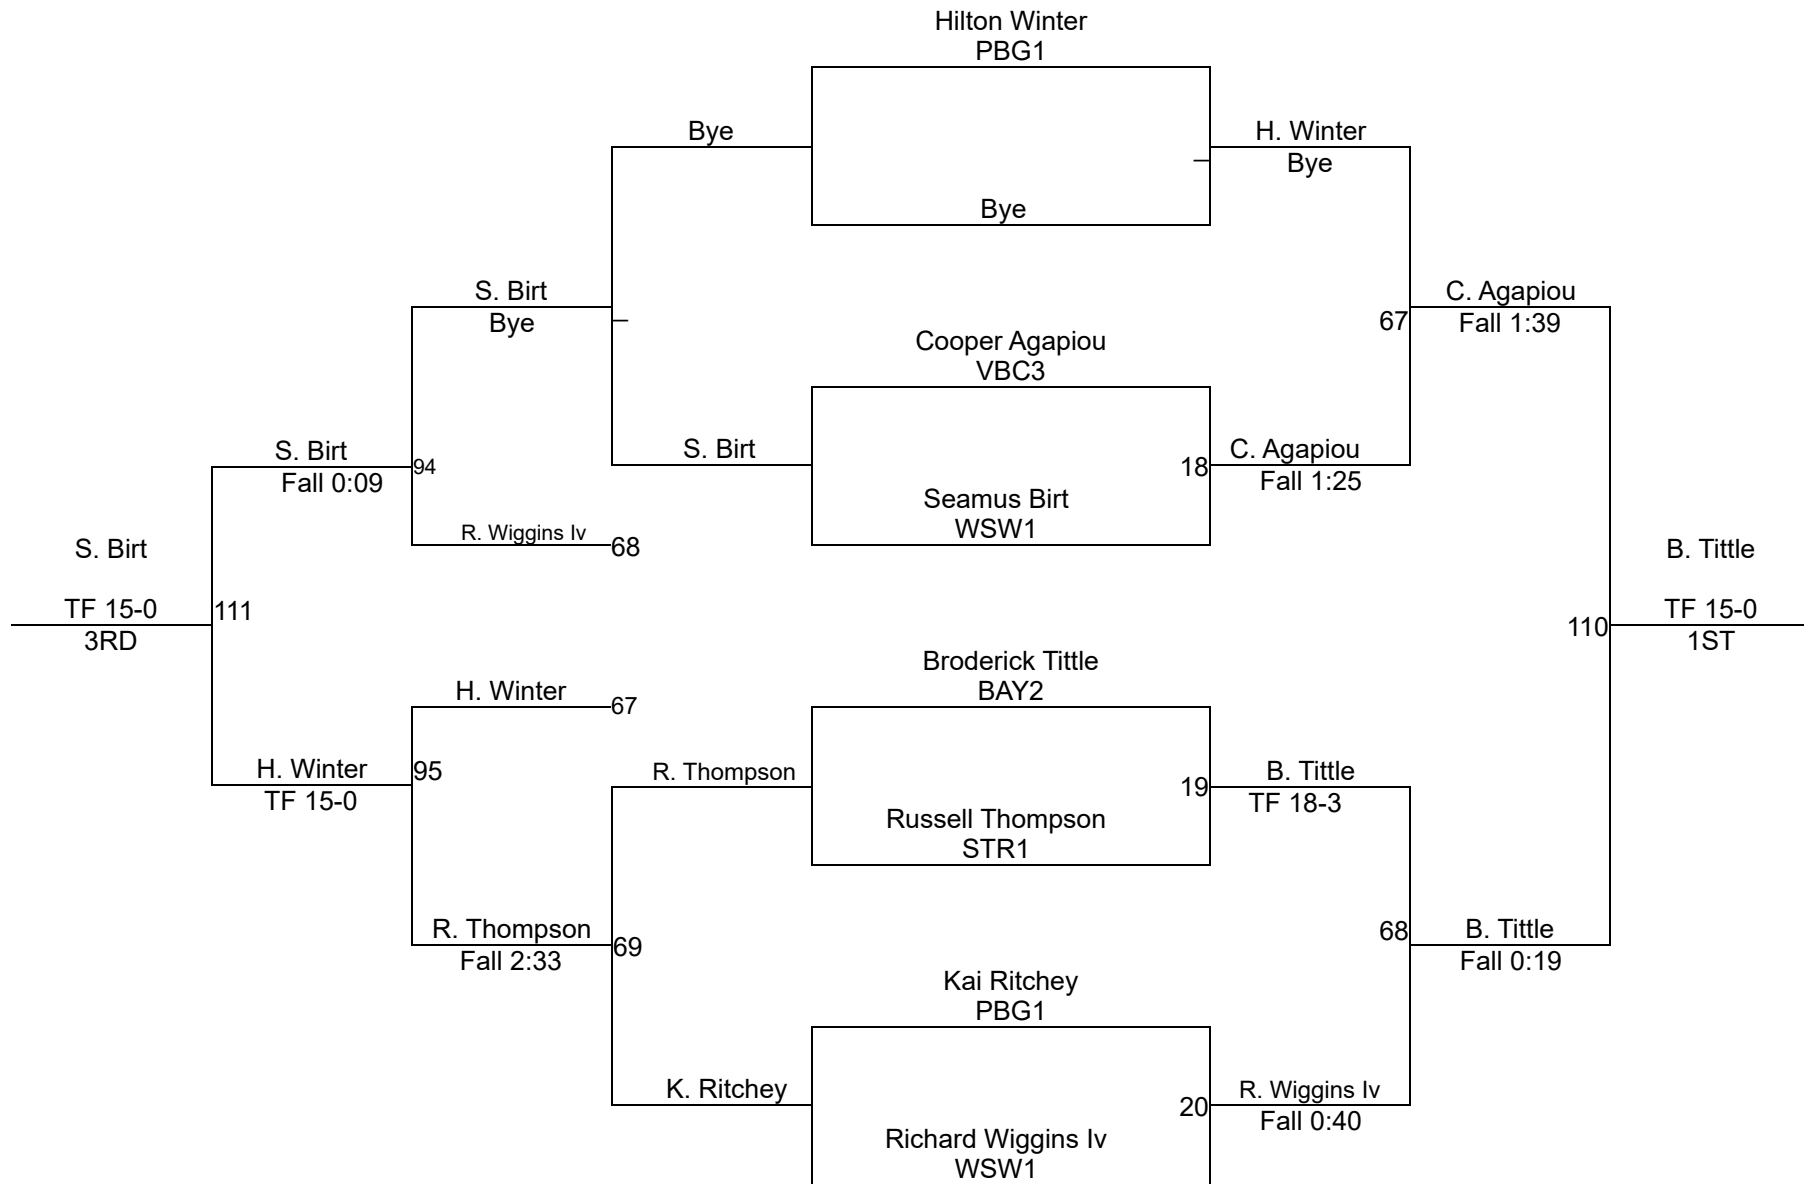 Hilton Winter
PBG1
Bye
H. Winter
Bye
Bye
S. Birt
Bye
C. Agapiou
Fall 1:39
67
Cooper Agapiou
VBC3
S. Birt
Fall 0:09
94
S. Birt
18
C. Agapiou
Fall 1:25
Seamus Birt
WSW1
R. Wiggins Iv
68
S. Birt
TF 15-0
3RD
111
B. Tittle
TF 15-0
1ST
110
Broderick Tittle
BAY2
H. Winter
67
H. Winter
TF 15-0
95
R. Thompson
19
B. Tittle
TF 18-3
Russell Thompson
STR1
R. Thompson
Fall 2:33
69
68
B. Tittle
Fall 0:19
Kai Ritchey
PBG1
K. Ritchey
20
R. Wiggins Iv
Fall 0:40
Richard Wiggins Iv
WSW1